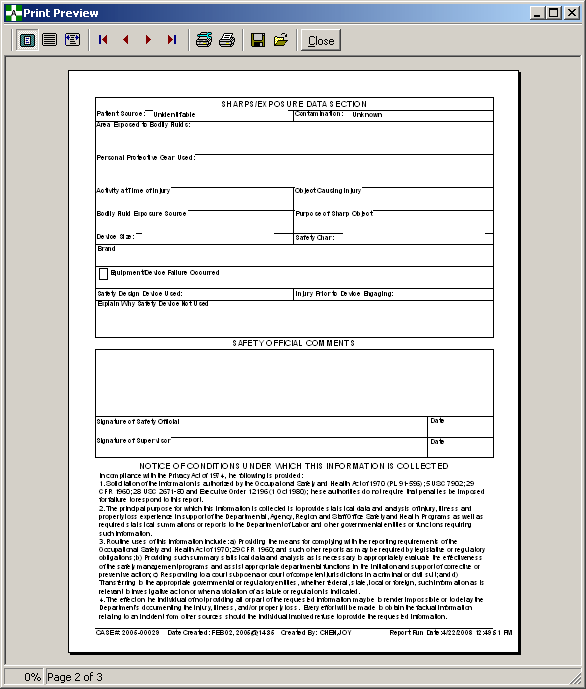 Print Preview
Close
SHARPS/EXPOSURE DATA SECTION
Patient Source: Unidentifiable Contamination: Unknown
Area Exposed to Bodily Fluids:
Personal Protective Gear Used:
Activity at Time of Injury Object Causing Injury
Bodily Fluid Exposure Source Purpose of Sharp Object
Device Size: Safety Char:
Brand
Equipment/Device Failure Occurred
Safety Design Device Used: Injury Prior to Device Engaging:
Explain Why Safety Device Not Used
SAFETY OFFICIAL COMMENTS
Signature of Safety Official Date
Signature of Supervisor Date
NOTICE OF CONDITIONS UNDER WHICH THIS INFORMATION IS COLLECTED
In compliance with the Privacy Act of 1974, the following is provided:
1. Solicitation of the information is authorized by the Occupational Safety and Health Act of 1970 (PL 91-596); 5 USC 7902; 29
CFR 1960; 28 USC 2671-80 and Executive Order 12196 (1 Oct 1980); these authorities do not require that penalties be imposed
for failure to respond to this report.
2. The principal purpose for which this information is collected is to provide statistical data and analysis of injury, illness and
property loss experience in support of the Departmental, Agency, Region and Staff Office Safety and Health Programs as well as
required statistical summations or reports to the Department of Labor and other governmental entities or functions requiring
such information.
3. Routine uses of this information include: a) Providing the means for complying with the reporting requirements of the
Occupational Safety and Health Act of 1970; 29 CFR 1960; and such other reports as may be required by legislative or regulatory
obligations; b) Providing such summary statistical data and analysis as is necessary to appropriately evaluate the effectiveness
of the safety management programs and assist appropriate departmental functions in the initiation and support of corrective or
preventive action; c) Responding to a court subpoena or court of competent jurisdictions in a criminal or civil suit; and d)
Transferring to the appropriate governmental or regulatory entities, whether federal, state, local or foreign, such information as is
relevant to investigative action or when a violation of a statute or regulation is indicated.
4. The effect on the individual of not providing all or part of the requested information may be to render impossible or to delay the
Department's documenting the injury, illness, and/or property loss. Every effort will be made to obtain the factual information
relating to an incident from other sources should the individual involved refuse to provide the requested information.
CASE#: 2005-00029 Date Created: FEB 02, 2005@14:35 Created By: CHEN,JOY Report Run Date:4/22/2008 12:49:51 PM
0% Page 2 of 3